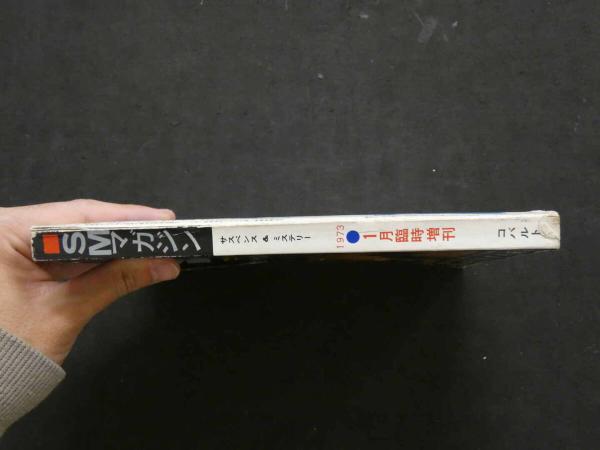 SMマガジン
サスペンス & ミステリー
1973
1月臨時増刊
コバルト